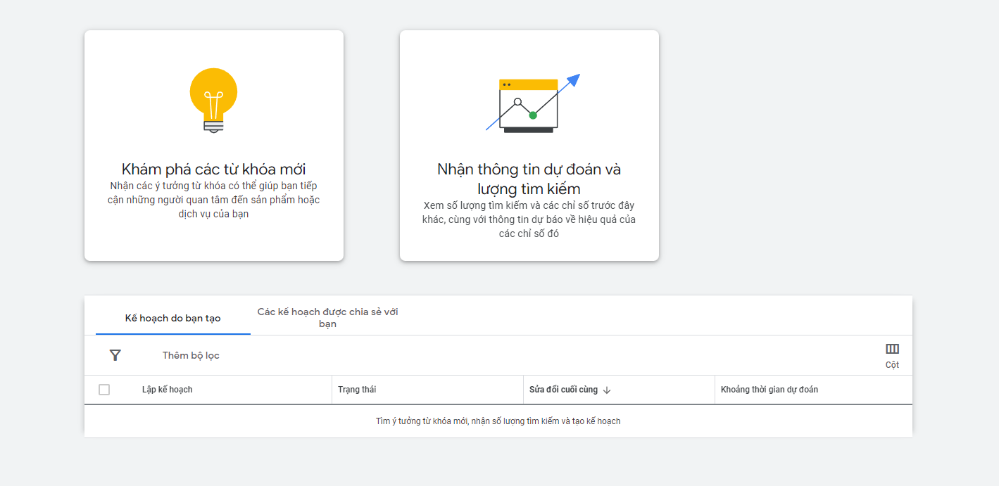 Khám phá các từ khóa mới
Nhận các ý tưởng từ khóa có thể giúp bạn tiếp
cận những người quan tâm đến sản phẩm hoặc
dịch vụ của bạn
Nhận thông tin dự đoán và
lượng tìm kiếm
Xem số lượng tìm kiếm và các chỉ số trước đây
khác, cùng với thông tin dự báo về hiệu quả của
các chỉ số đó
Kế hoạch do bạn tạo
Các kế hoạch được chia sẻ với
bạn
Thêm bộ lọc
Cột
Lập kế hoạch
Trạng thái
Sửa đổi cuối cùng
Khoảng thời gian dự đoán
Tìm ý tưởng từ khóa mới, nhận số lượng tìm kiếm và tạo kế hoạch